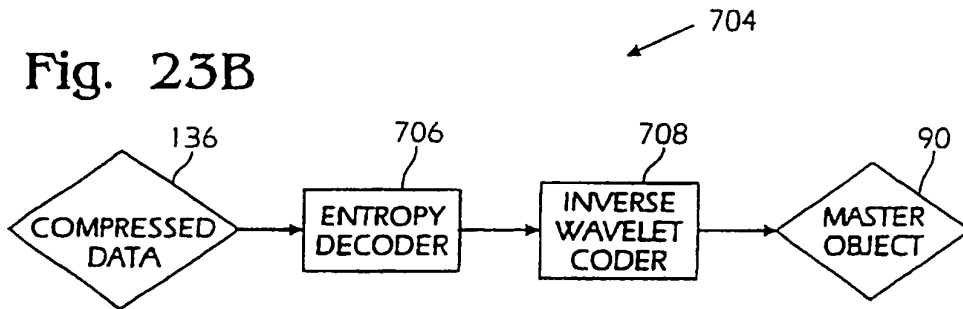 704
Fig. 23B
136
706
708
90
COMPRESSED
DATA
ENTROPY
DECODER
INVERSE
WAVELET
CODER
MASTER
OBJECT